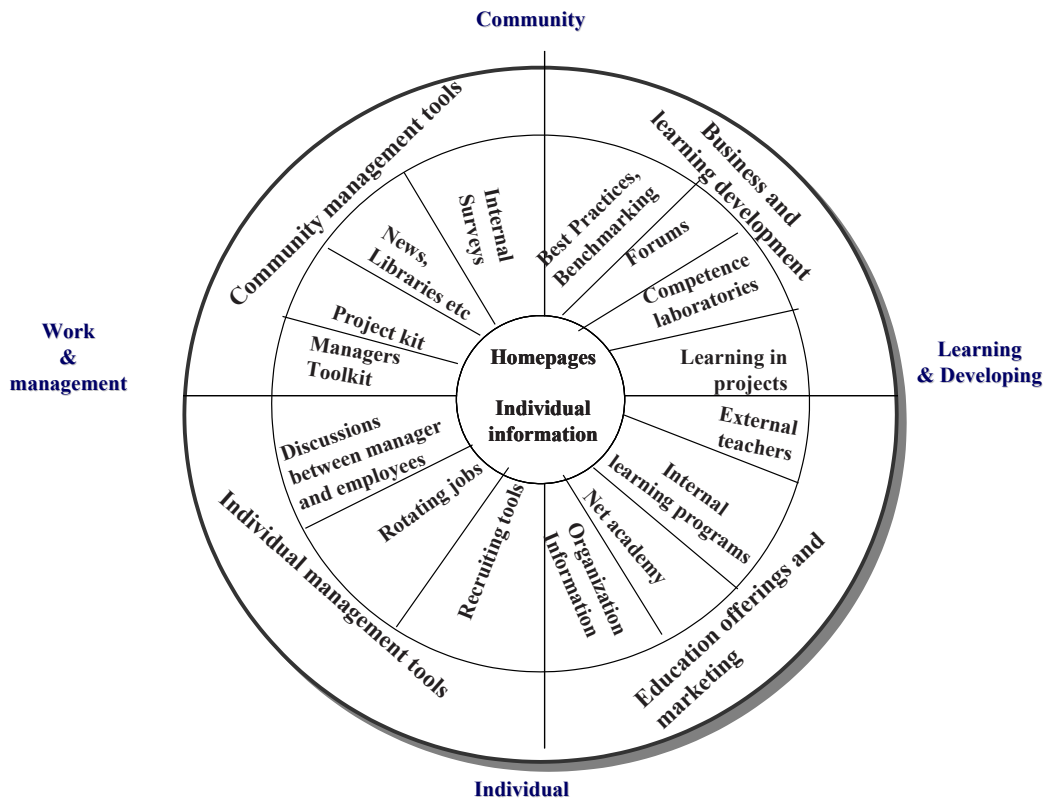 Community
Community management tools
Business and
learning development
Internal
Surveys
Best Practices,
Benchmarking
News,
Libraries etc
Forums
Competence
laboratories
Project kit
Managers
Toolkit
Learning in
projects
Work
&
management
Homepages
Individual
information
Learning
& Developing
Discussions
between manager
and employees
External
teachers
Rotating jobs
Internal
learning programs
Recruiting tools
Organization
Information
Net academy
Individual management tools
Education offerings and
marketing
Individual